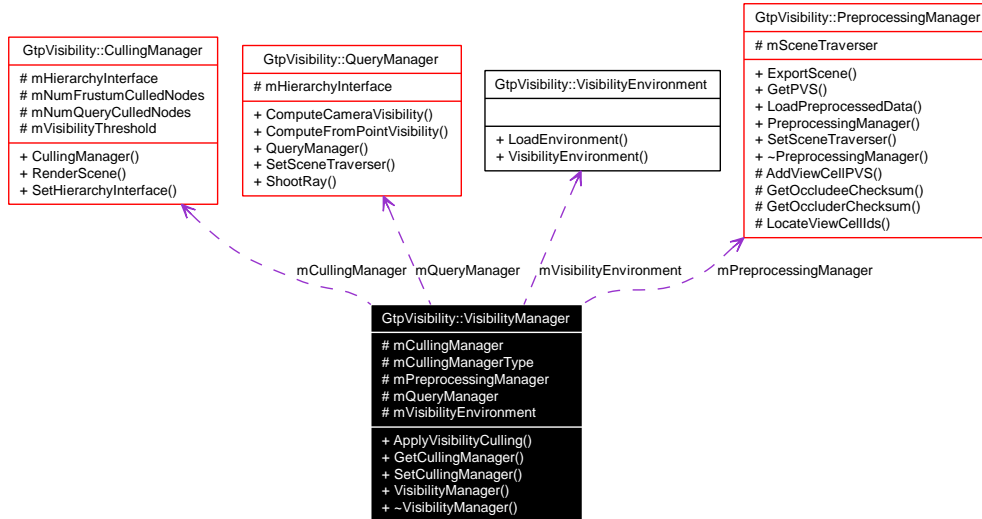 GtpVisibility::CullingManager
# mHierarchyInterface
# mNumFrustumCulledNodes
# mNumQueryCulledNodes
# mVisibilityThreshold
+ CullingManager()
+ RenderScene()
+ SetHierarchyInterface()
GtpVisibility::QueryManager
# mHierarchyInterface
+ ComputeCameraVisibility()
+ ComputeFromPointVisibility()
+ QueryManager()
+ SetSceneTraverser()
+ ShootRay()
GtpVisibility::VisibilityEnvironment
+ LoadEnvironment()
+ VisibilityEnvironment()
GtpVisibility::PreprocessingManager
# mSceneTraverser
+ ExportScene()
+ GetPVS()
+ LoadPreprocessedData()
+ PreprocessingManager()
+ SetSceneTraverser()
+ ~PreprocessingManager()
# AddViewCellPVS()
# GetOccludeeChecksum()
# GetOccluderChecksum()
# LocateViewCellIds()
mCullingManager
mQueryManager
mVisibilityEnvironment
mPreprocessingManager
GtpVisibility::VisibilityManager
# mCullingManager
# mCullingManagerType
# mPreprocessingManager
# mQueryManager
# mVisibilityEnvironment
+ ApplyVisibilityCulling()
+ GetCullingManager()
+ SetCullingManager()
+ VisibilityManager()
+ ~VisibilityManager()